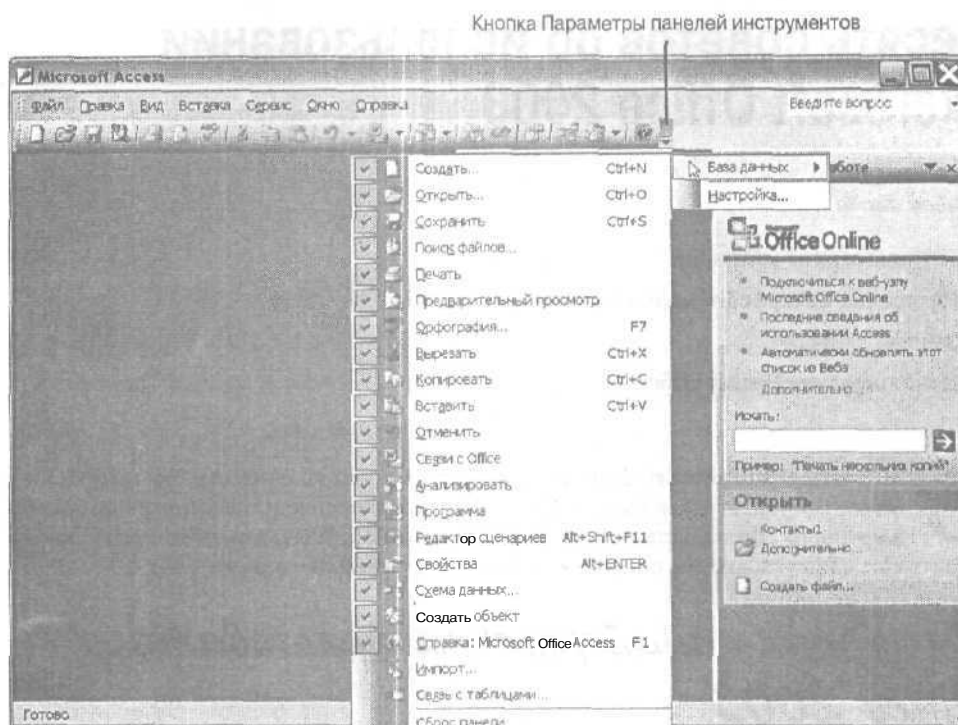 Кнопка Параметры панелей инструментов
Microsoft Access
Файл Правка Вид Вставка Сервис Окно Справка
Введите вопрос
База данных
Настройка...
работе
Создать... Ctrl+N
Открыть... Ctrl+O
Сохранить Ctrl+S
Поиск файлов...
Печать
Предварительный просмотр
Орфография... F7
Вырезать Ctrl+X
Копировать Ctrl+C
Вставить Ctrl+V
Отменить
Связи с Office
Анализировать
Программа
Редактор сценариев Alt+Shift+F11
Свойства Alt+ENTER
Схема данных...
Создать объект
Справка: Microsoft Office Access F1
Импорт...
Связь с таблицами...
Сброс панели
Office Online
Подключиться к веб-узлу
Microsoft Office Online
Последние сведения об
использовании Access
Автоматически обновлять этот
список из Веба
Дополнительно...
Искать:
Пример: "Печать нескольких копий"
Открыть
Контакты1
Дополнительно...
Создать файл...
Готово